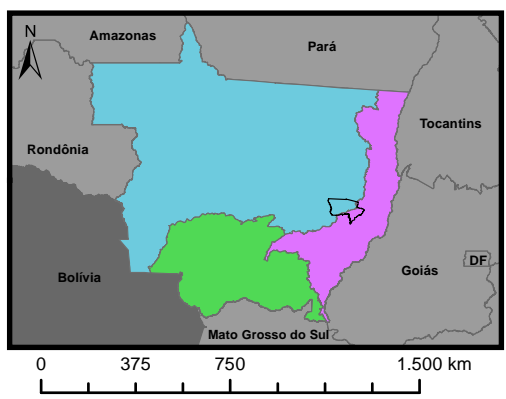 N
Amazonas
Pará
Tocantins
Rondônia
Goiás
DF
Bolívia
Mato Grosso do Sul
0 375 750 1.500 km